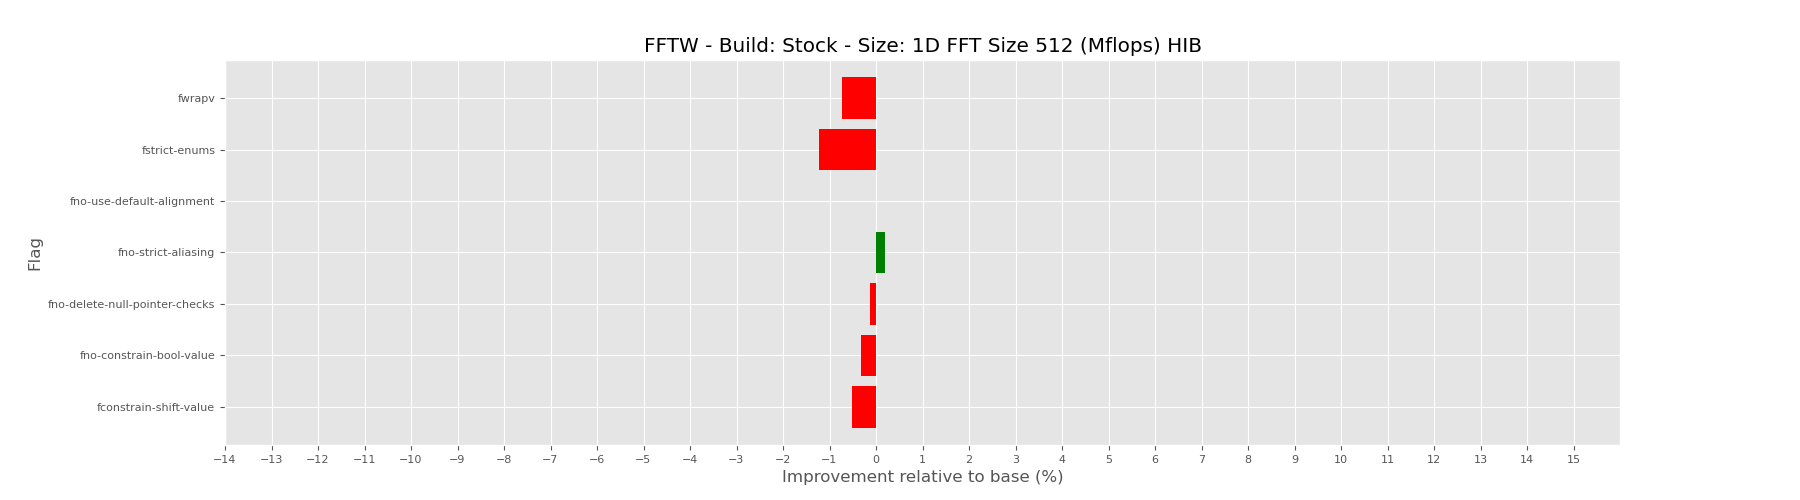 FFTW - Build: Stock - Size: 1D FFT Size 512 (Mflops) HIB
Flag
fwrapv
fstrict-enums
fno-use-default-alignment
fno-strict-aliasing
fno-delete-null-pointer-checks
fno-constrain-bool-value
fconstrain-shift-value
−14 −13 −12 −11 −10 −9 −8 −7 −6 −5 −4 −3 −2 −1 0 1 2 3 4 5 6 7 8 9 10 11 12 13 14 15
Improvement relative to base (%)